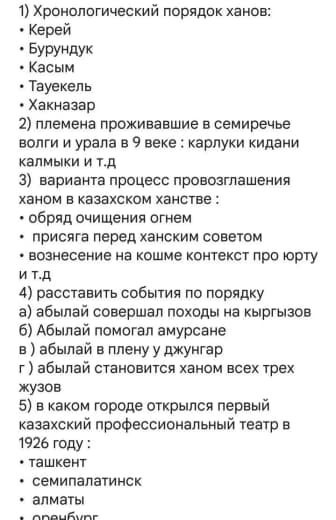 1) Хронологический порядок ханов:
• Керей
• Бурундук
• Касым
• Тауекель
• Хакназар
2) племена проживавшие в семиречье
волги и урала в 9 веке : карлуки кидани
калмыки и т.д
3) варианта процесс провозглашения
ханом в казахском ханстве :
• обряд очищения огнем
• присяга перед ханским советом
• вознесение на кошме контекст про юрту
и т.д
4) расставить события по порядку
а) абылай совершал походы на кыргызов
б) Абылай помогал амурсане
в ) абылай в плену у джунгар
г ) абылай становится ханом всех трех
жузов
5) в каком городе открылся первый
казахский профессиональный театр в
1926 году :
• ташкент
• семипалатинск
• алматы
• оренбург